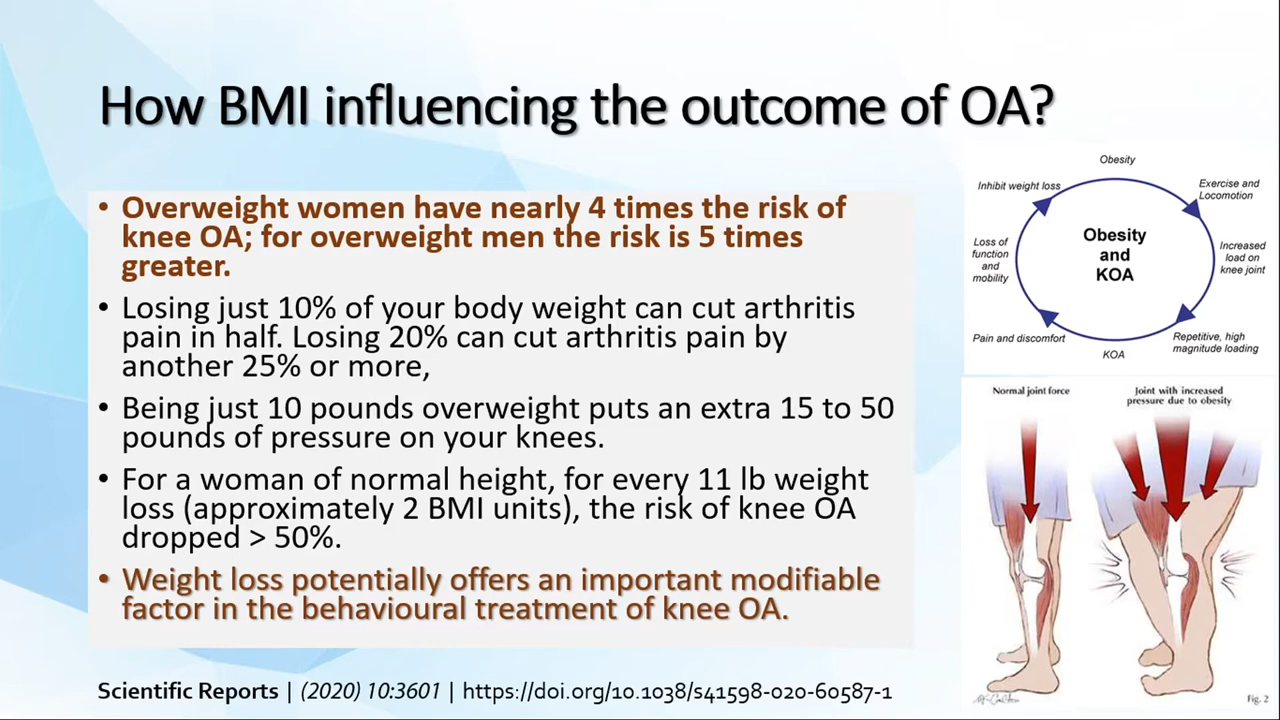 How BMI influencing the outcome of OA?
• Overweight women have nearly 4 times the risk of
knee OA; for overweight men the risk is 5 times
greater.
• Losing just 10% of your body weight can cut arthritis
pain in half. Losing 20% can cut arthritis pain by
another 25% or more,
• Being just 10 pounds overweight puts an extra 15 to 50
pounds of pressure on your knees.
• For a woman of normal height, for every 11 lb weight
loss (approximately 2 BMI units), the risk of knee OA
dropped > 50%.
• Weight loss potentially offers an important modifiable
factor in the behavioural treatment of knee OA.
Scientific Reports | (2020) 10:3601 | https://doi.org/10.1038/s41598-020-60587-1
Obesity
Exercise and
Locomotion
Increased
load on
knee joint
Repetitive, high
magnitude loading
KOA
Pain and discomfort
Loss of
function
and
mobility
Inhibit weight loss
Obesity
and
KOA
Normal joint force
Joint with increased
pressure due to obesity
Fig. 2